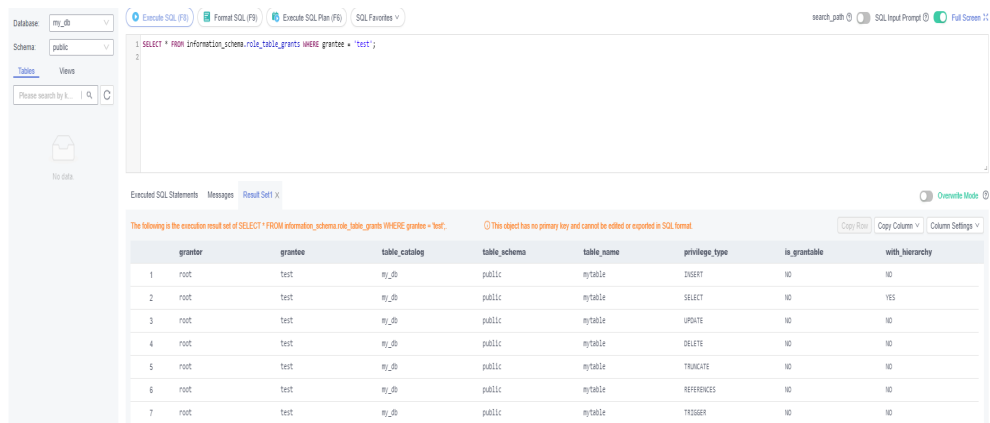 Database: my_db
Schema: public
Tables Views
Please search by k...
No data
Execute SQL (F8) Format SQL (F9) Execute SQL Plan (F6) SQL Favorites
search_path SQL Input Prompt Full Screen
1 SELECT * FROM information_schema.role_table_grants WHERE grantee = 'test';
2
Executed SQL Statements Messages Result Set1 ×
Overwrite Mode
The following is the execution result set of SELECT * FROM information_schema.role_table_grants WHERE grantee = 'test';
This object has no primary key and cannot be edited or exported in SQL format.
Copy Row Copy Column Column Settings
grantor grantee table_catalog table_schema table_name privilege_type is_grantable with_hierarchy
1 root test my_db public mytable INSERT NO NO
2 root test my_db public mytable SELECT NO YES
3 root test my_db public mytable UPDATE NO NO
4 root test my_db public mytable DELETE NO NO
5 root test my_db public mytable TRUNCATE NO NO
6 root test my_db public mytable REFERENCES NO NO
7 root test my_db public mytable TRIGGER NO NO